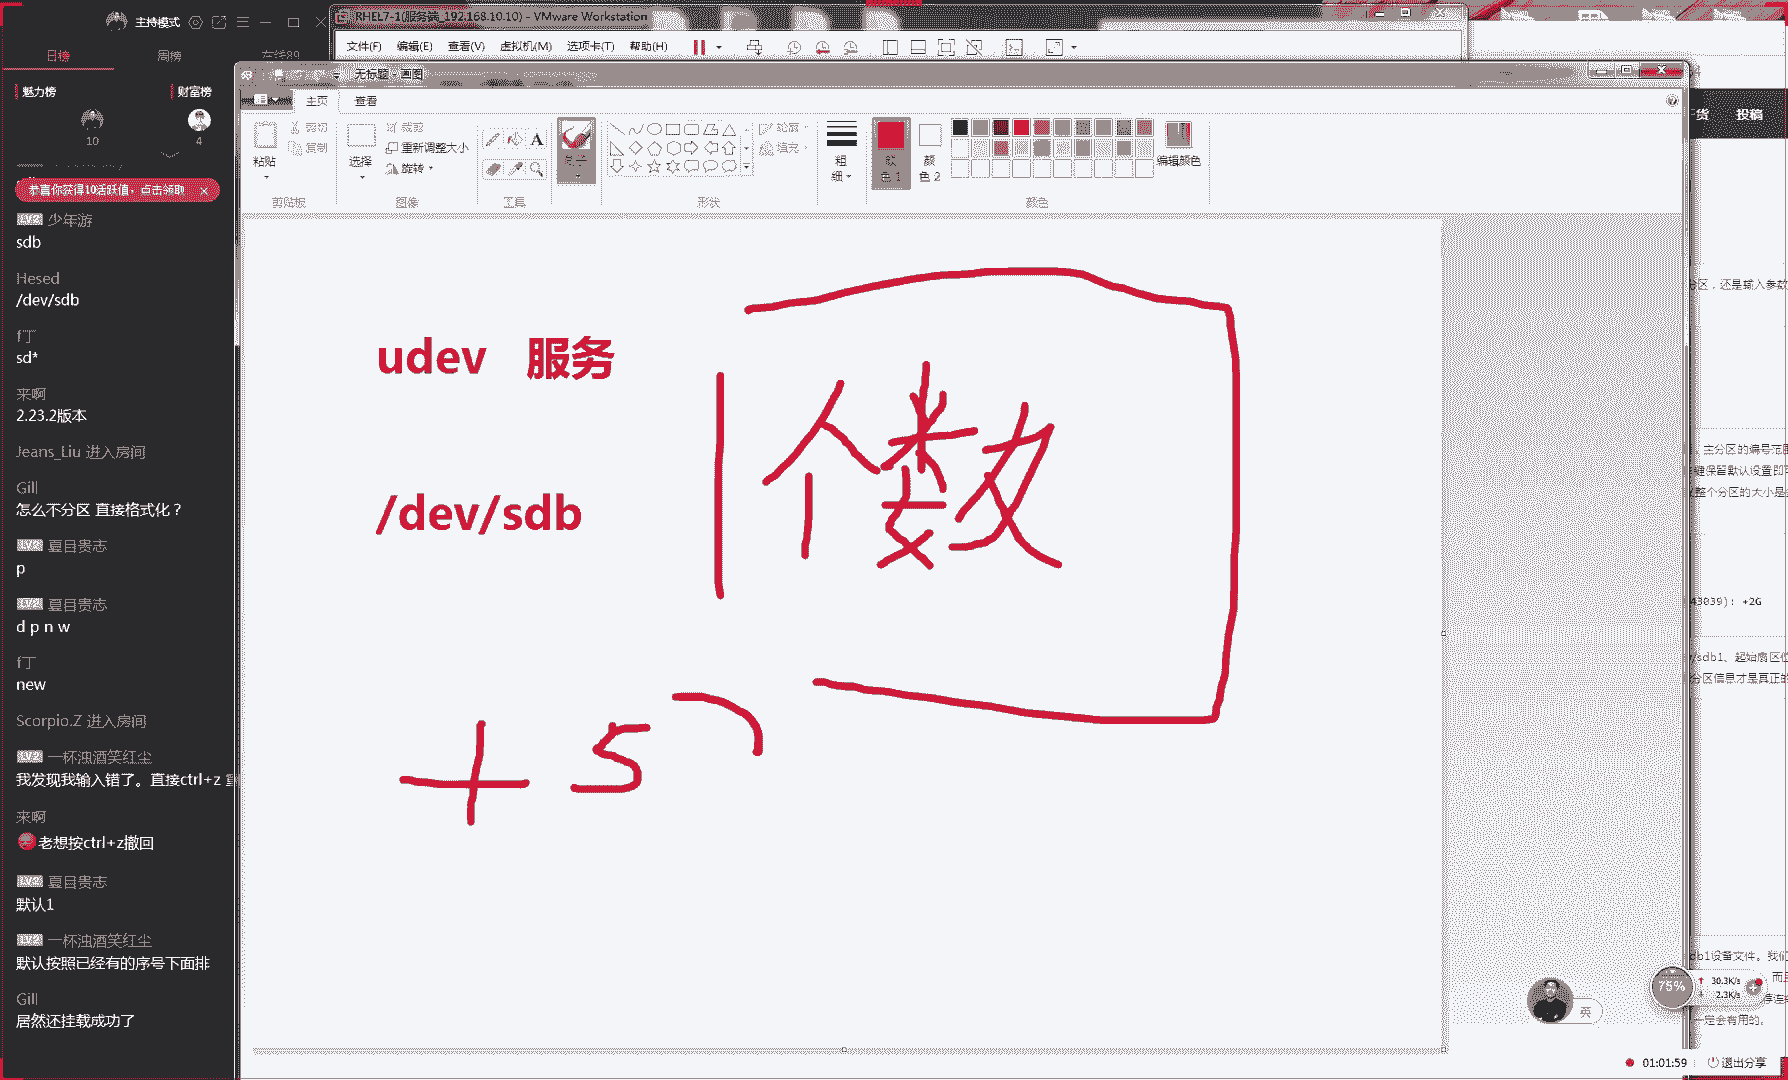 主持模式
RHEL7-1(服务端_192.168.10.10) - VMware Workstation
文件(F) 编辑(E) 查看(V) 虚拟机(M) 选项卡(T) 帮助(H)
日榜 周榜 在线89
无标题 - 画图
魅力榜 财富榜
10 4
主页 查看
货 投稿
粘贴 剪切 复制
选择 裁剪 重新调整大小 旋转
A
刷子
轮廓 填充
粗细
颜色 1
颜色 2
编辑颜色
剪贴板 图像 工具 形状 颜色
恭喜你获得10活跃值，点击领取
LV2 少年游
sdb
Hesed
/dev/sdb
f丁
sd*
来啊
2.23.2版本
Jeans_Liu 进入房间
Gill
怎么不分区 直接格式化？
LV2 夏目贵志
p
LV2 夏目贵志
d p n w
f丁
new
Scorpio.Z 进入房间
LV2 一杯浊酒笑红尘
我发现我输入错了。直接ctrl+z
来啊
老想按ctrl+z撤回
LV2 夏目贵志
默认1
LV2 一杯浊酒笑红尘
默认按照已经有的序号下面排
Gill
居然还挂载成功了
udev 服务
/dev/sdb
个数
+ 5
分区，还是输入参数
主分区的编号范围
键保留默认设置即可
整个分区的大小是
43039): +2G
/sdb1、起始扇区位
分区信息才是真正的
db1设备文件。我们
一定会有用的。
75%
30.3K/s
2.3K/s
英
01:01:59 退出分享